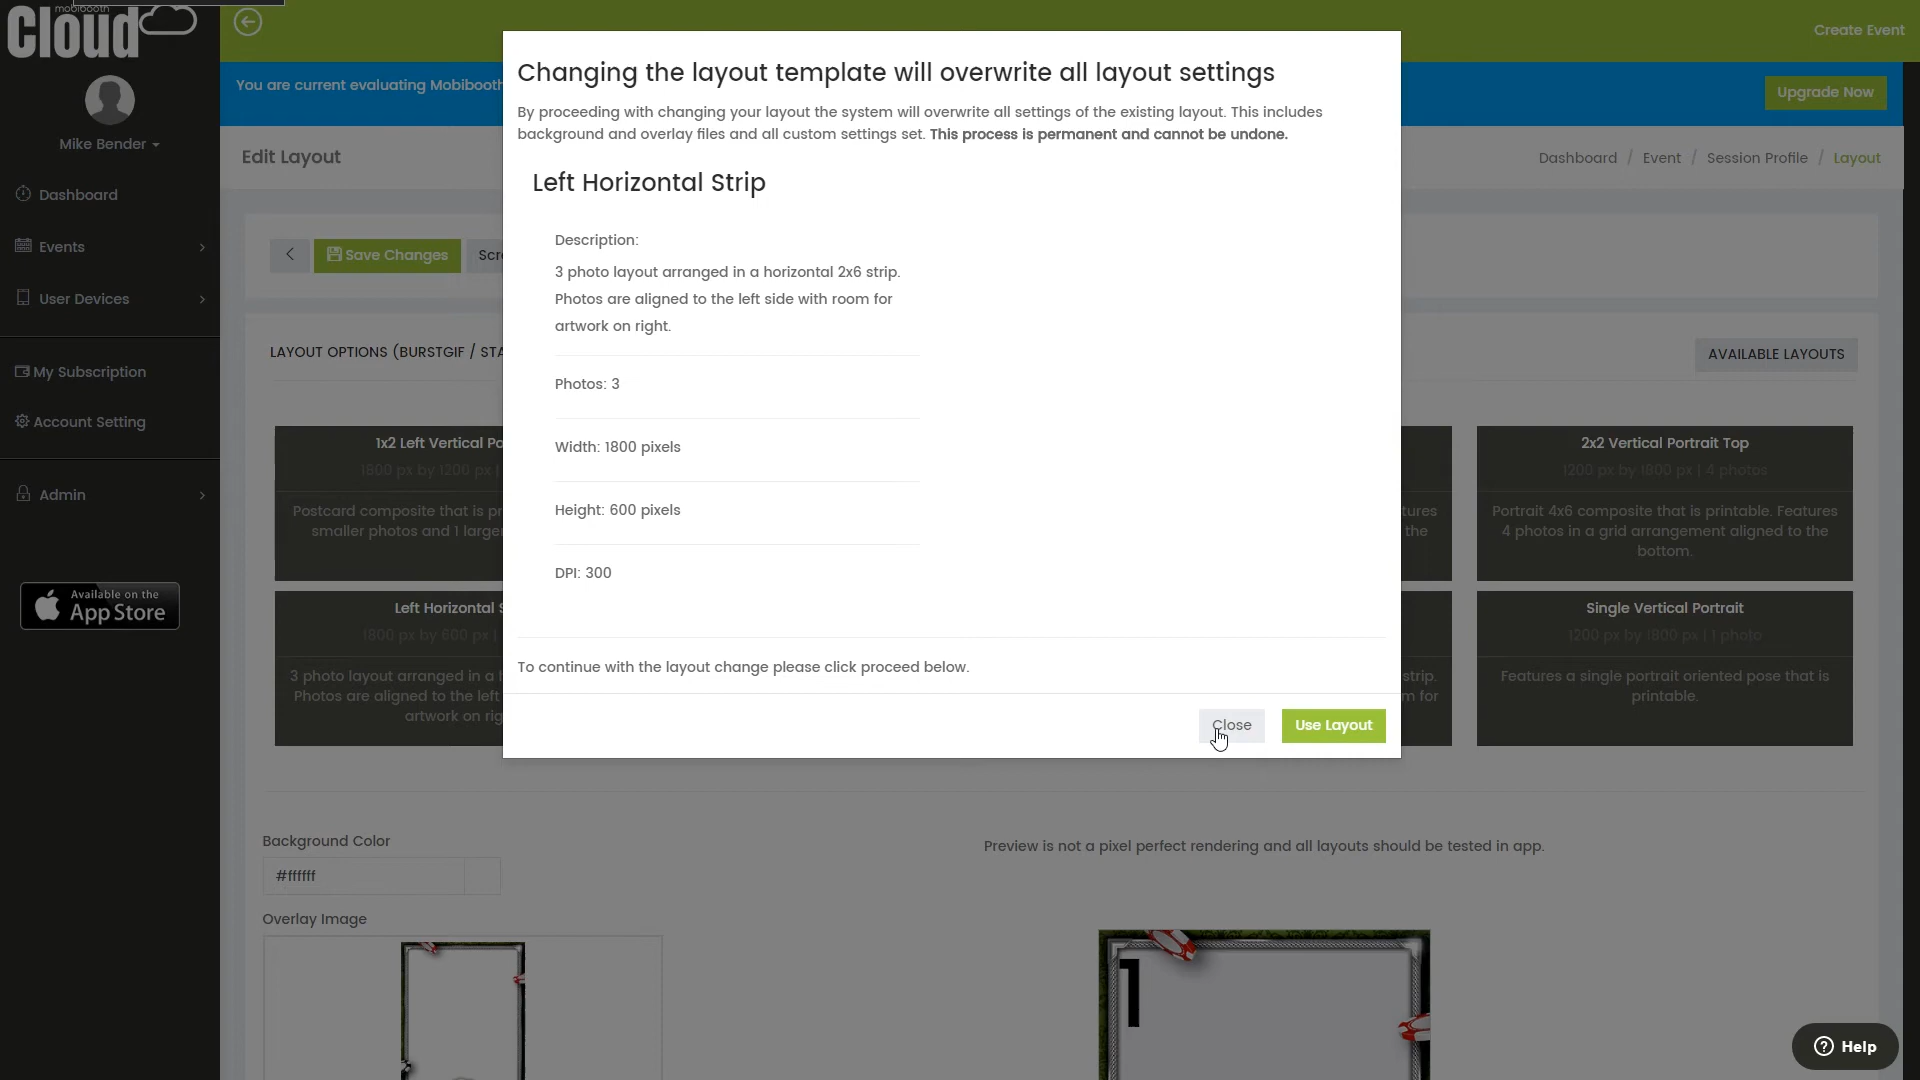 mobibooth
Cloud
Create Event
You are current evaluating Mobibooth
Upgrade Now
Mike Bender
Edit Layout
Dashboard / Event / Session Profile / Layout
Dashboard
Events
User Devices
My Subscription
Account Setting
Admin
Available on the
App Store
Save Changes
Scr
LAYOUT OPTIONS (BURSTGIF / STA
AVAILABLE LAYOUTS
1x2 Left Vertical Po
1800 px by 1200 px |
Postcard composite that is pr
smaller photos and 1 large
tures
the
2x2 Vertical Portrait Top
1200 px by 1800 px | 4 photos
Portrait 4x6 composite that is printable. Features
4 photos in a grid arrangement aligned to the
bottom.
Left Horizontal S
1800 px by 600 px |
3 photo layout arranged in a h
Photos are aligned to the left
artwork on rig
strip.
m for
Single Vertical Portrait
1200 px by 1800 px | 1 photo
Features a single portrait oriented pose that is
printable.
Changing the layout template will overwrite all layout settings
By proceeding with changing your layout the system will overwrite all settings of the existing layout. This includes
background and overlay files and all custom settings set. This process is permanent and cannot be undone.
Left Horizontal Strip
Description:
3 photo layout arranged in a horizontal 2x6 strip.
Photos are aligned to the left side with room for
artwork on right.
Photos: 3
Width: 1800 pixels
Height: 600 pixels
DPI: 300
To continue with the layout change please click proceed below.
Close
Use Layout
Background Color
#ffffff
Overlay Image
Preview is not a pixel perfect rendering and all layouts should be tested in app.
1
Help